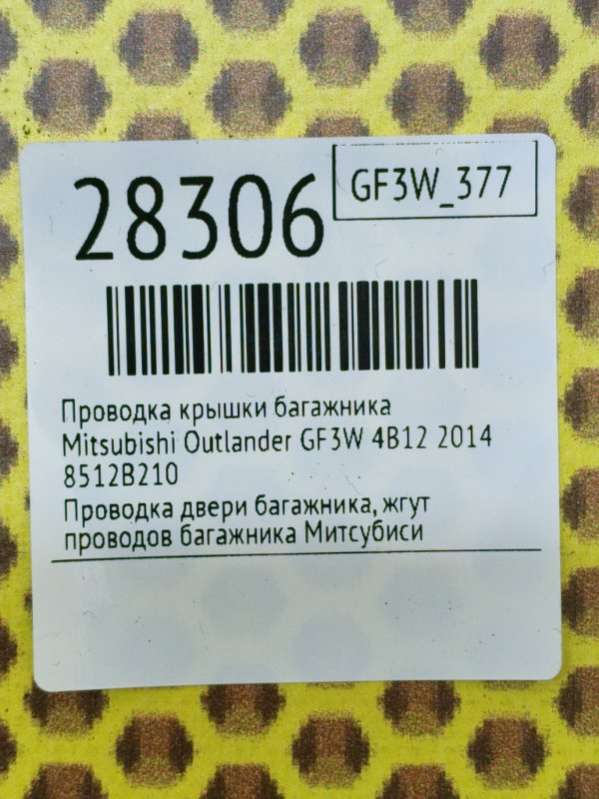 28306
GF3W_377
Проводка крышки багажника
Mitsubishi Outlander GF3W 4B12 2014
8512B210
Проводка двери багажника, жгут
проводов багажника Митсубиси